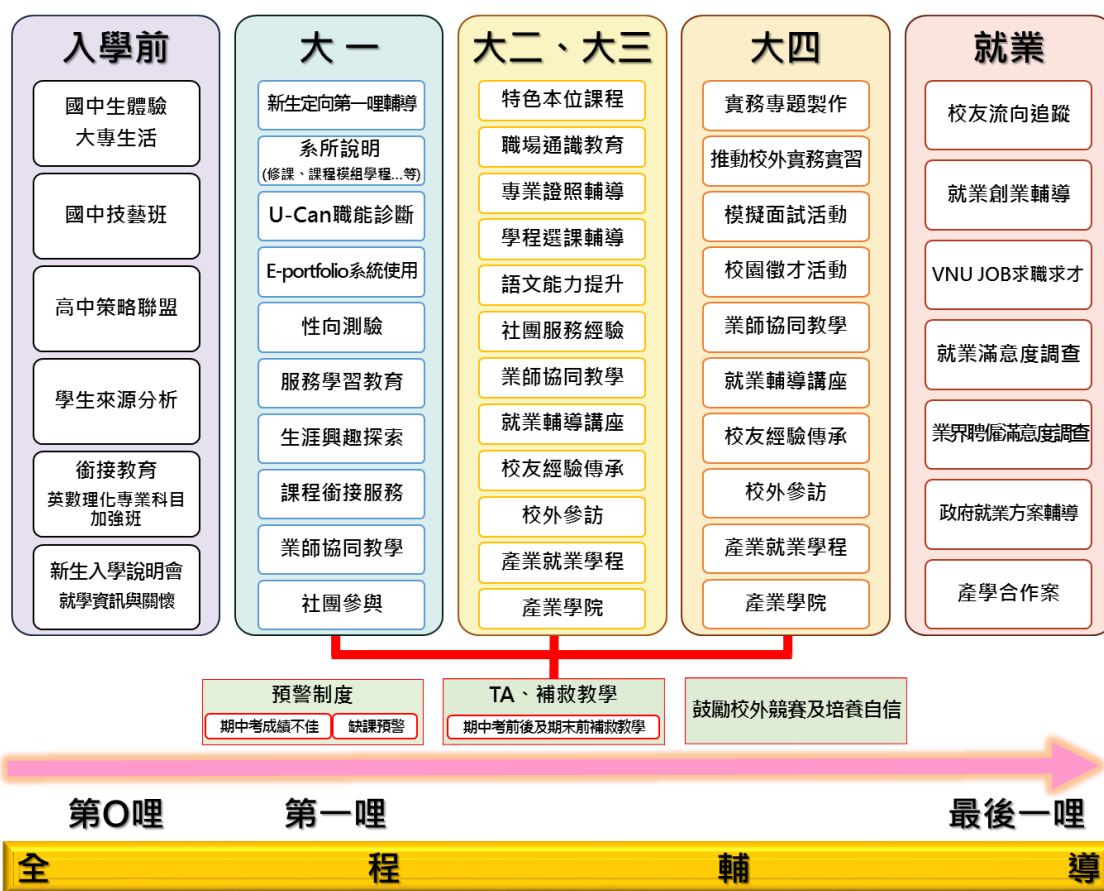 入學前
國中生體驗
大專生活
國中技藝班
高中策略聯盟
學生來源分析
銜接教育
英數理化專業科目
加強班
新生入學說明會
就學資訊與關懷
大一
新生定向第一哩輔導
系所說明
(修課、課程模組學程...等)
U-Can職能診斷
E-portfolio系統使用
性向測驗
服務學習教育
生涯興趣探索
課程銜接服務
業師協同教學
社團參與
大二、大三
特色本位課程
職場通識教育
專業證照輔導
學程選課輔導
語文能力提升
社團服務經驗
業師協同教學
就業輔導講座
校友經驗傳承
校外參訪
產業就業學程
產業學院
大四
實務專題製作
推動校外實務實習
模擬面試活動
校園徵才活動
業師協同教學
就業輔導講座
校友經驗傳承
校外參訪
產業就業學程
產業學院
就業
校友流向追蹤
就業創業輔導
VNU JOB求職求才
就業滿意度調查
業界聘僱滿意度調查
政府就業方案輔導
產學合作案
預警制度
期中考成績不佳
缺課預警
TA、補救教學
期中考前後及期末前補救教學
鼓勵校外競賽及培養自信
第O哩
第一哩
最後一哩
全程輔導